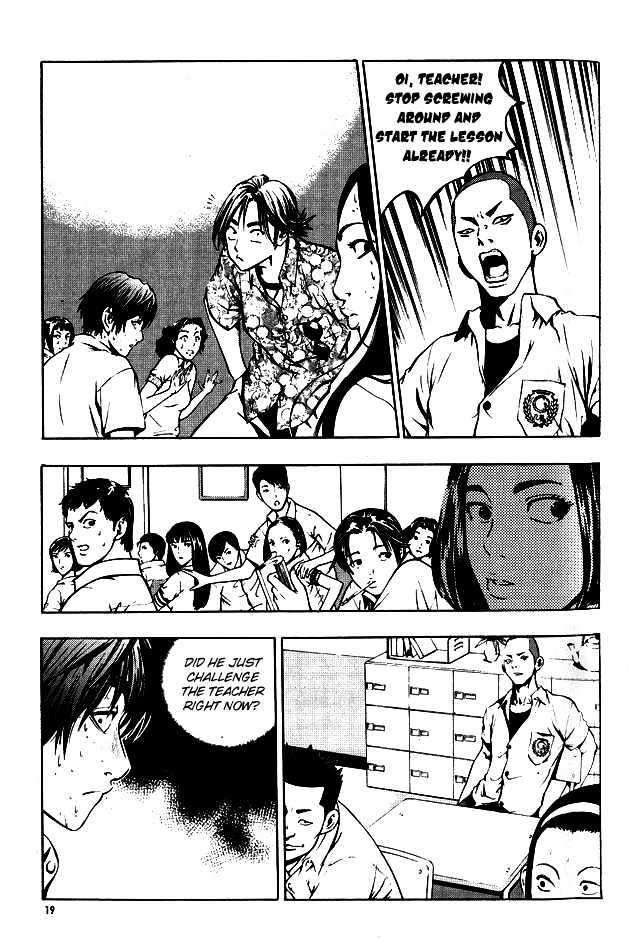 OI, TEACHER!
STOP SCREWING
AROUND AND
START THE LESSON
ALREADY!!
DID HE JUST
CHALLENGE
THE TEACHER
RIGHT NOW?
19